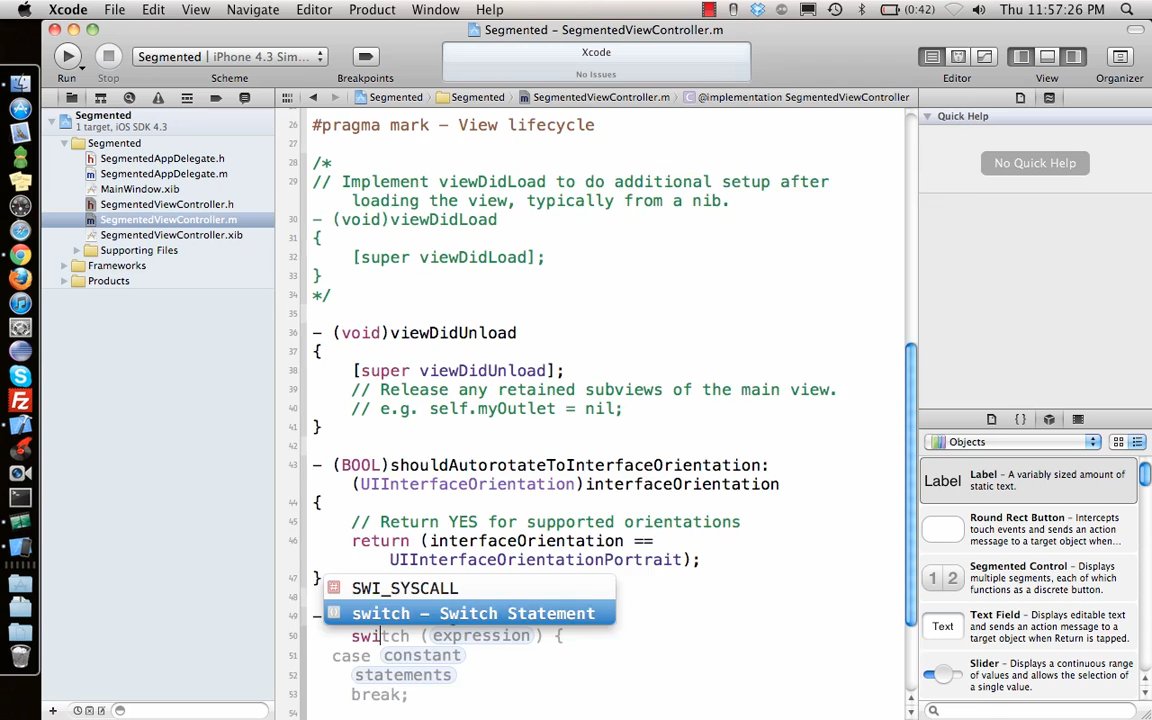 Xcode File Edit View Navigate Editor Product Window Help (0:42) Thu 11:57:26 PM
Segmented – SegmentedViewController.m
Run Stop Segmented | iPhone 4.3 Sim... Scheme Breakpoints Xcode No Issues Editor View Organizer
Segmented Segmented SegmentedViewController.m @implementation SegmentedViewController
Segmented
1 target, iOS SDK 4.3
Segmented
SegmentedAppDelegate.h
SegmentedAppDelegate.m
MainWindow.xib
SegmentedViewController.h
SegmentedViewController.m
SegmentedViewController.xib
Supporting Files
Frameworks
Products
26 #pragma mark – View lifecycle
27
28 /*
29 // Implement viewDidLoad to do additional setup after
loading the view, typically from a nib.
30 – (void)viewDidLoad
31 {
32 [super viewDidLoad];
33 }
34 */
35
36 – (void)viewDidUnload
37 {
38 [super viewDidUnload];
39 // Release any retained subviews of the main view.
40 // e.g. self.myOutlet = nil;
41 }
42
43 – (BOOL)shouldAutorotateToInterfaceOrientation:
(UIInterfaceOrientation)interfaceOrientation
44 {
45 // Return YES for supported orientations
46 return (interfaceOrientation ==
UIInterfaceOrientationPortrait);
47 }
48 SWI_SYSCALL
49 – switch – Switch Statement
50 switch (expression) {
51 case constant
52 statements
53 break;
54
Quick Help
No Quick Help
Objects
Label Label – A variably sized amount of
static text.
Round Rect Button – Intercepts
touch events and sends an action
message to a target object when...
1 2 Segmented Control – Displays
multiple segments, each of which
functions as a discrete button.
Text Text Field – Displays editable text
and sends an action message to a
target object when Return is tapped.
Slider – Displays a continuous range
of values and allows the selection of
a single value.